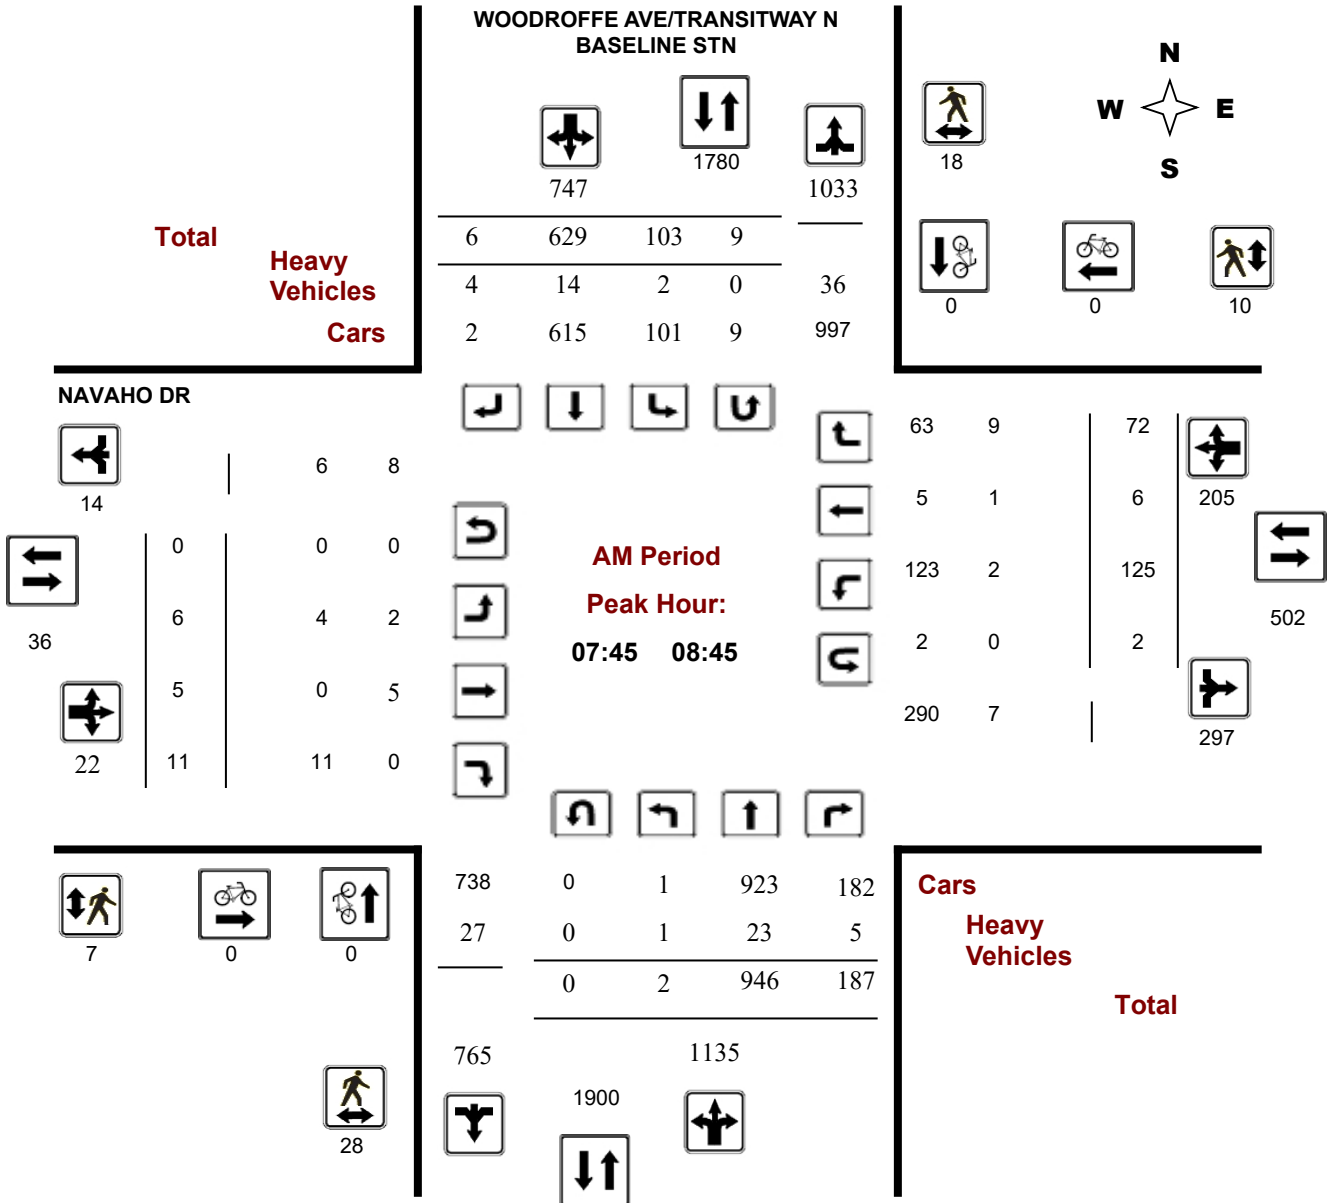 WOODROFFE AVE/TRANSITWAY N
BASELINE STN
N
W E
S
18
1780
747
1033
Total
6 629 103 9
Heavy
Vehicles
4 14 2 0 36
0 0 10
Cars
2 615 101 9 997
NAVAHO DR
63 9 72
6 8
14
5 1 6 205
0 0 0
AM Period
123 2 125
Peak Hour:
6 4 2
502
36
07:45 08:45
2 0 2
5 0 5
290 7
297
22 11 11 0
738 0 1 923 182
Cars
27 0 1 23 5
Heavy
Vehicles
7 0 0
0 2 946 187
Total
765 1135
1900
28